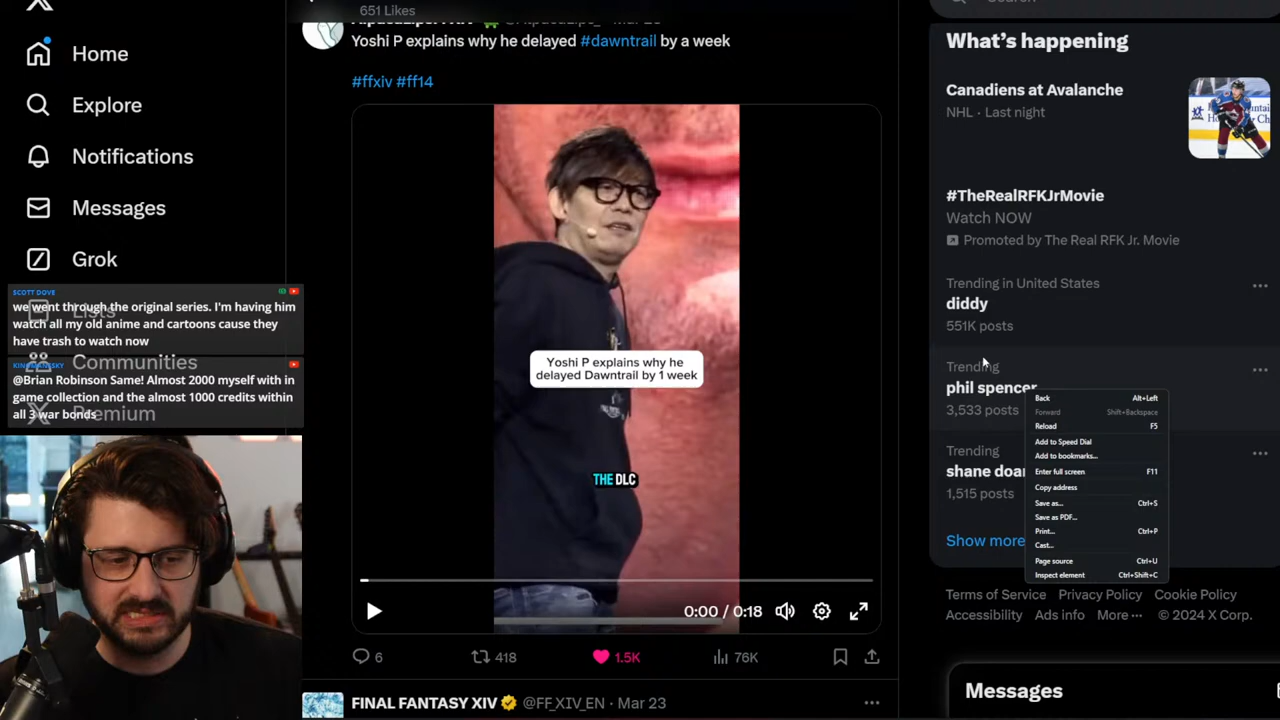 651 Likes
Yoshi P explains why he delayed #dawntrail by a week
#ffxiv #ff14
Yoshi P explains why he
delayed Dawntrail by 1 week
THE DLC
0:00 / 0:18
6
418
1.5K
76K
FINAL FANTASY XIV @FF_XIV_EN · Mar 23
Home
Explore
Notifications
Messages
Grok
Lists
Communities
Premium
SCOTT DOVE
we went through the original series. I'm having him
watch all my old anime and cartoons cause they
have trash to watch now
@Brian Robinson Same! Almost 2000 myself with in
game collection and the almost 1000 credits within
all 3 war bonds
What's happening
Canadiens at Avalanche
NHL · Last night
#TheRealRFKJrMovie
Watch NOW
Promoted by The Real RFK Jr. Movie
Trending in United States
diddy
551K posts
Trending
phil spencer
3,533 posts
Trending
shane doan
1,515 posts
Show more
Back Alt+Left
Forward Shift+Backspace
Reload F5
Add to Speed Dial
Add to bookmarks...
Enter full screen F11
Copy address
Save as... Ctrl+S
Save as PDF...
Print... Ctrl+P
Cast...
Page source Ctrl+U
Inspect element Ctrl+Shift+C
Terms of Service Privacy Policy Cookie Policy
Accessibility Ads info More ··· © 2024 X Corp.
Messages